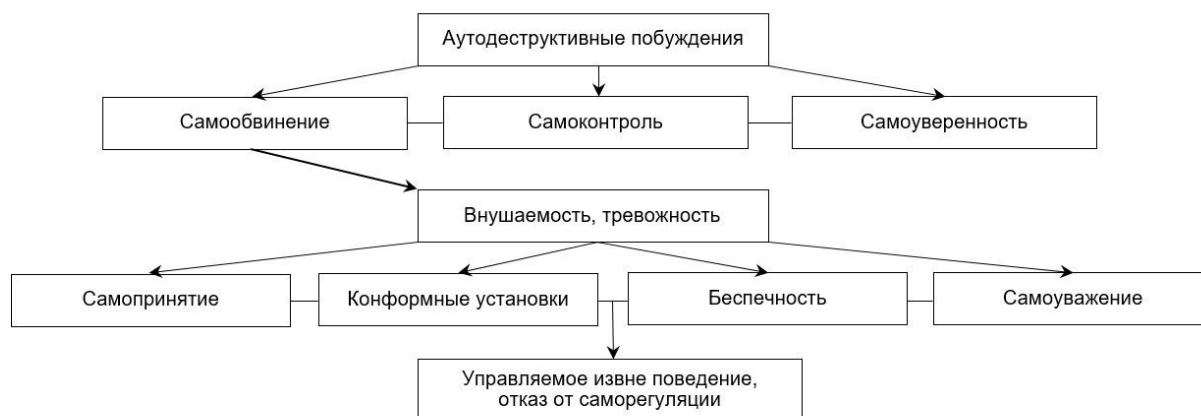 Аутодеструктивные побуждения
Самообвинение
Самоконтроль
Самоуверенность
Внушаемость, тревожность
Самопринятие
Конформные установки
Беспечность
Самоуважение
Управляемое извне поведение,
отказ от саморегуляции